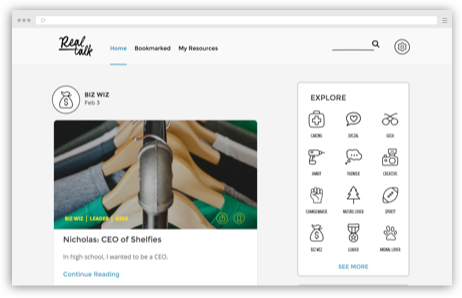 Real talk
Home Bookmarked My Resources
BIZ WIZ
Feb 3
BIZ WIZ | LEADER | GEEK
Nicholas: CEO of Shelfies
In high school, I wanted to be a CEO.
Continue Reading
EXPLORE
CARING SOCIAL GEEK
HANDY THINKER CREATIVE
CHANGEMAKER NATURE LOVER SPORTY
BIZ WIZ LEADER ANIMAL LOVER
SEE MORE